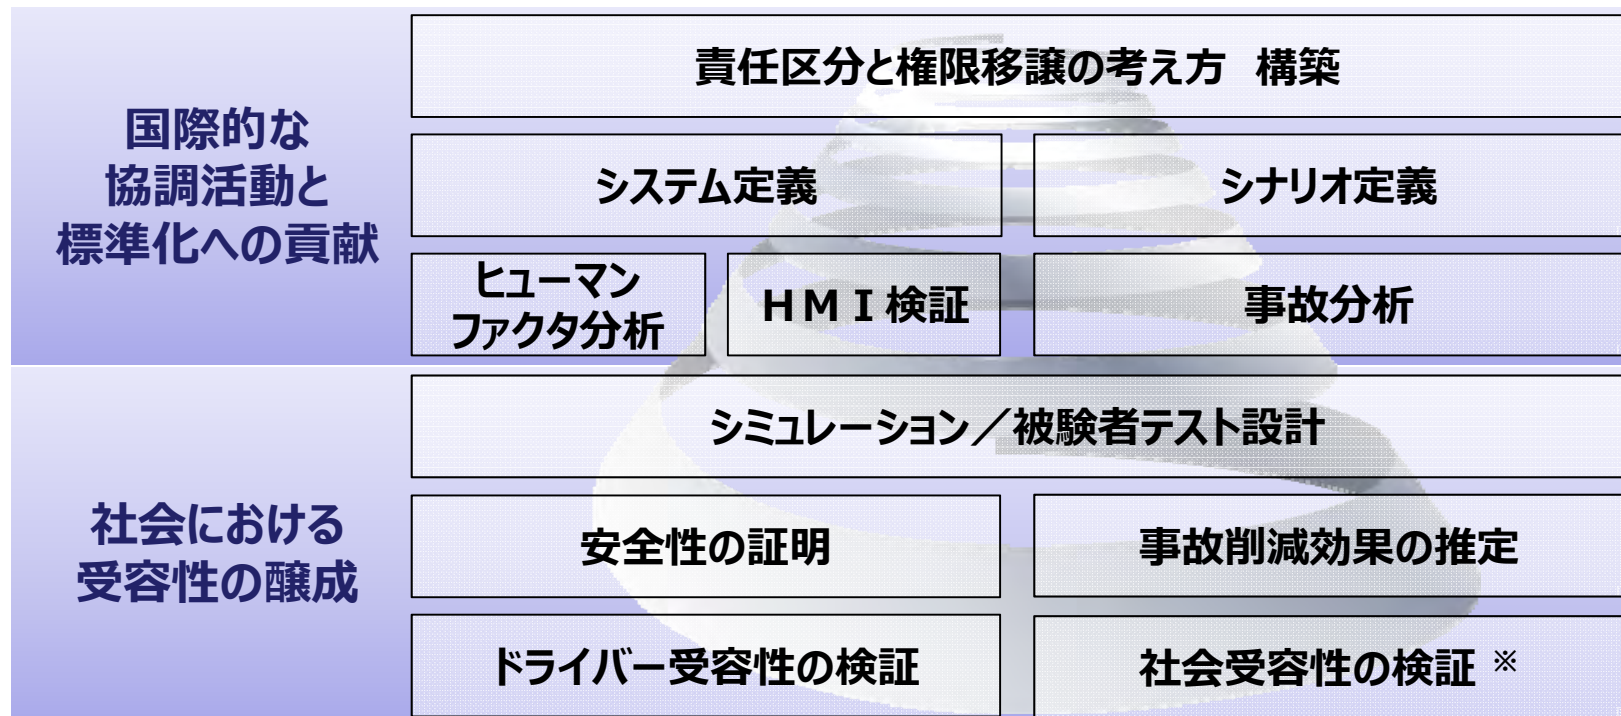 国際的な
協調活動と
標準化への貢献
責任区分と権限移譲の考え方　構築
システム定義
シナリオ定義
ヒューマン
ファクタ分析
ＨＭＩ検証
事故分析
社会における
受容性の醸成
シミュレーション／被験者テスト設計
安全性の証明
事故削減効果の推定
ドライバー受容性の検証
社会受容性の検証 ※